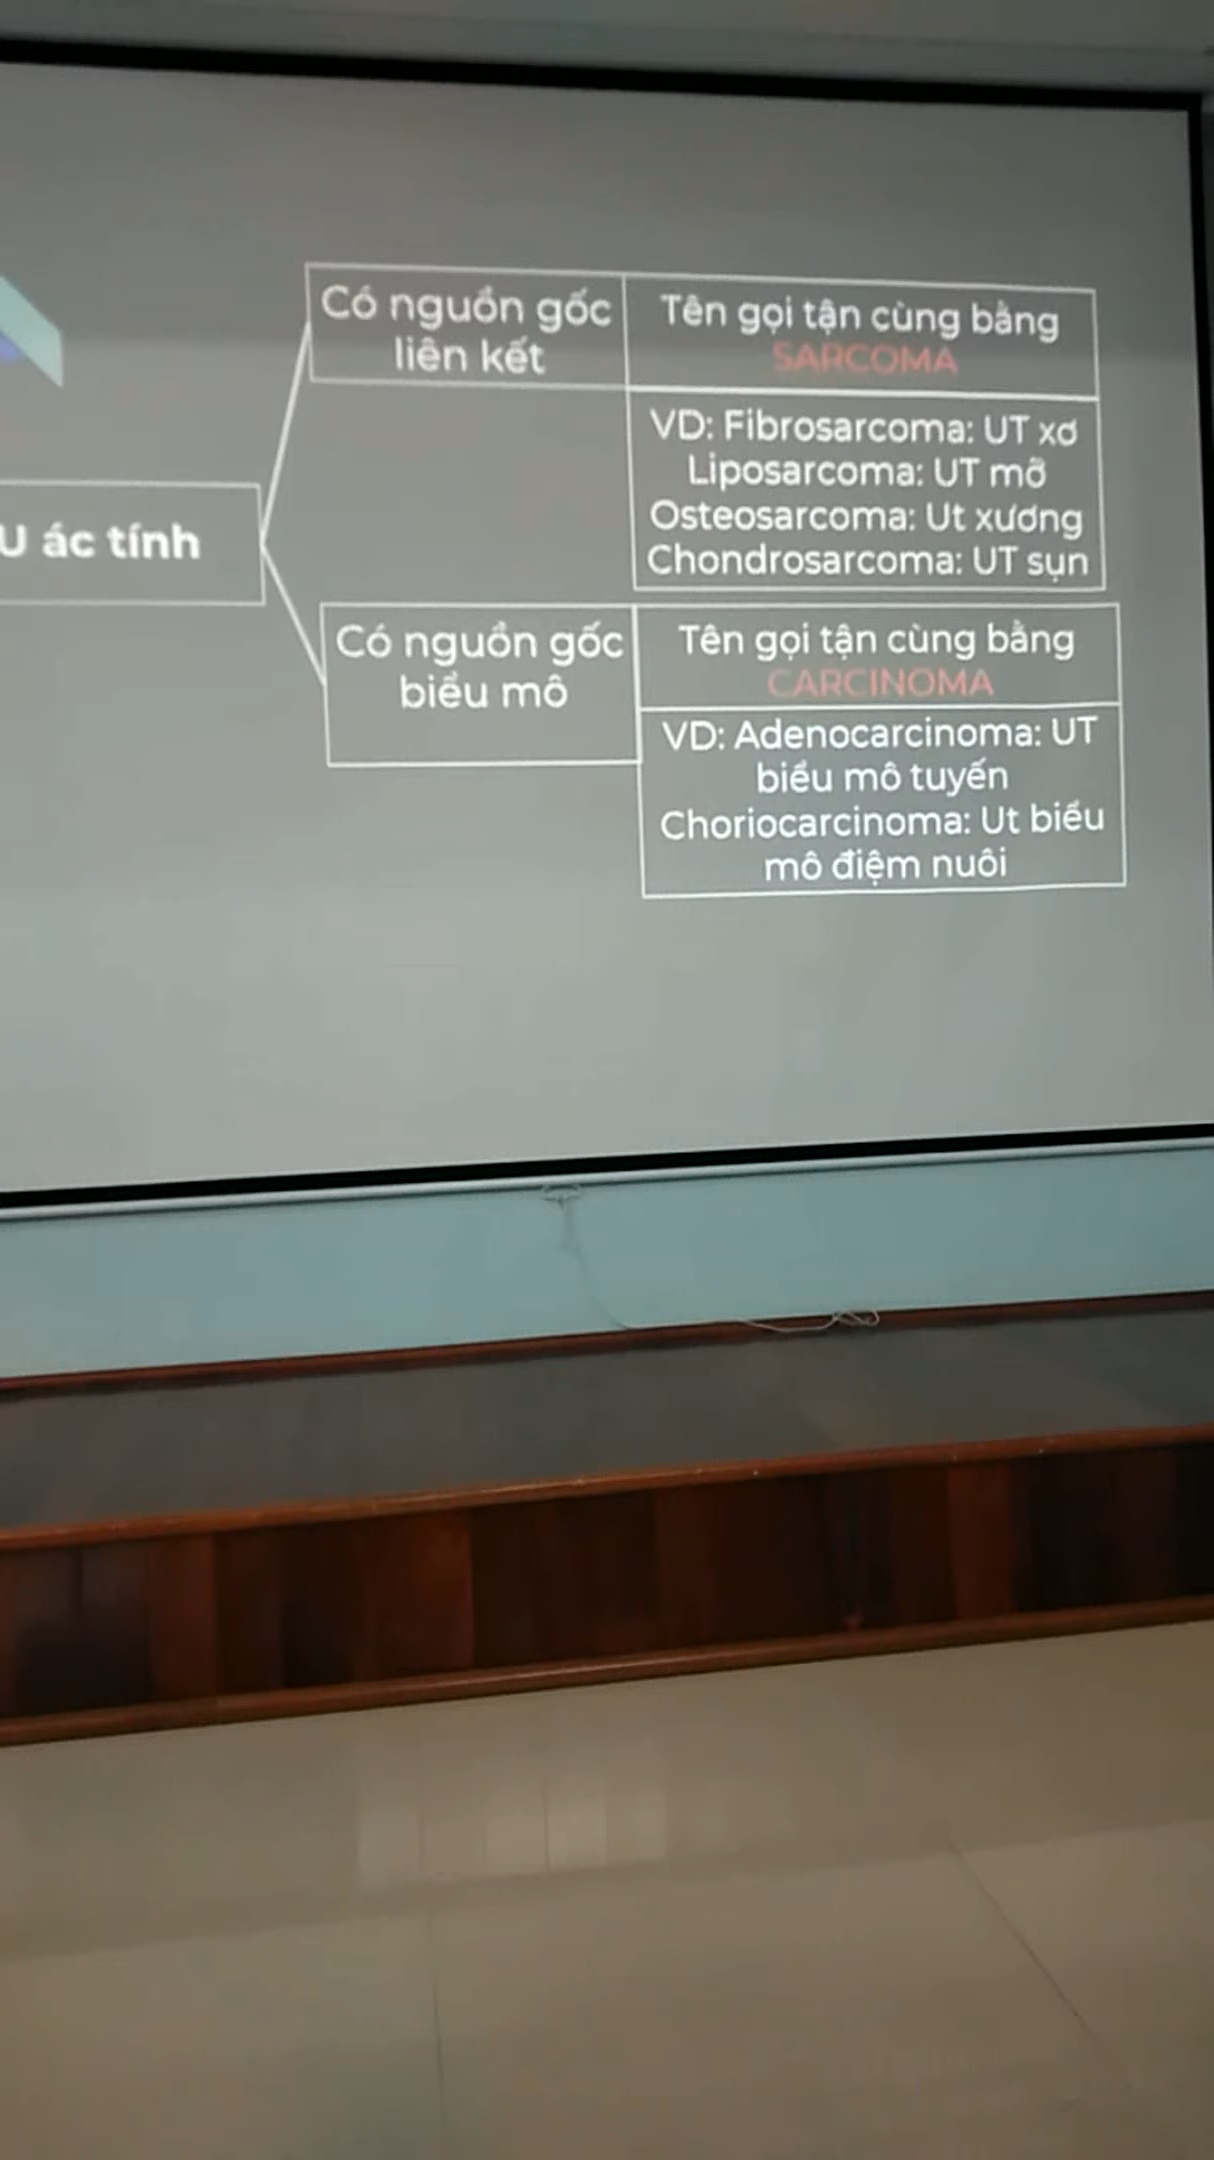 U ác tính
Có nguồn gốc
liên kết
Tên gọi tận cùng bằng
SARCOMA
VD: Fibrosarcoma: UT xơ
Liposarcoma: UT mỡ
Osteosarcoma: Ut xương
Chondrosarcoma: UT sụn
Có nguồn gốc
biểu mô
Tên gọi tận cùng bằng
CARCINOMA
VD: Adenocarcinoma: UT
biểu mô tuyến
Choriocarcinoma: Ut biểu
mô điệm nuôi